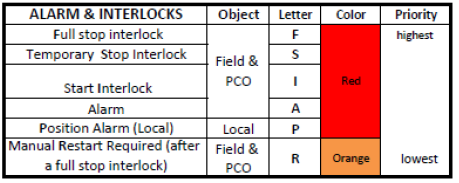 ALARM & INTERLOCKS Object Letter Color Priority
Full stop interlock F highest
Temporary Stop Interlock S
Field &
PCO
Start Interlock I Red
Alarm A
Position Alarm (Local) Local P
Manual Restart Required (after
a full stop interlock)
Field &
PCO
R Orange lowest